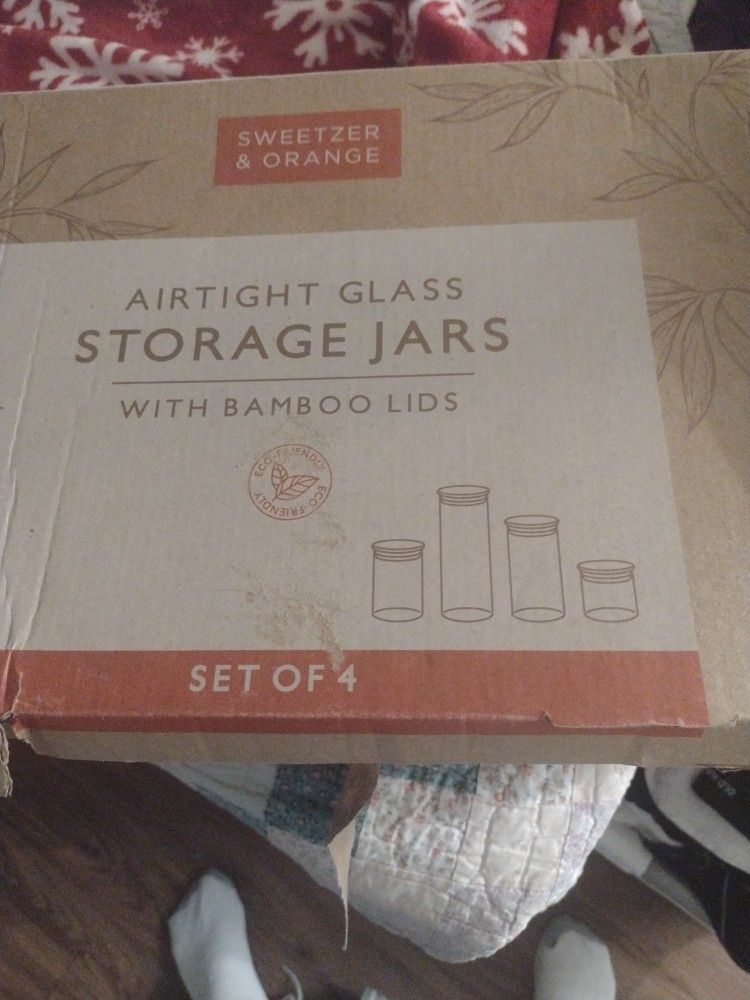 SWEETZER
& ORANGE
AIRTIGHT GLASS
STORAGE JARS
WITH BAMBOO LIDS
ECO-FRIENDLY
ECO FRIENDLY
SET OF 4